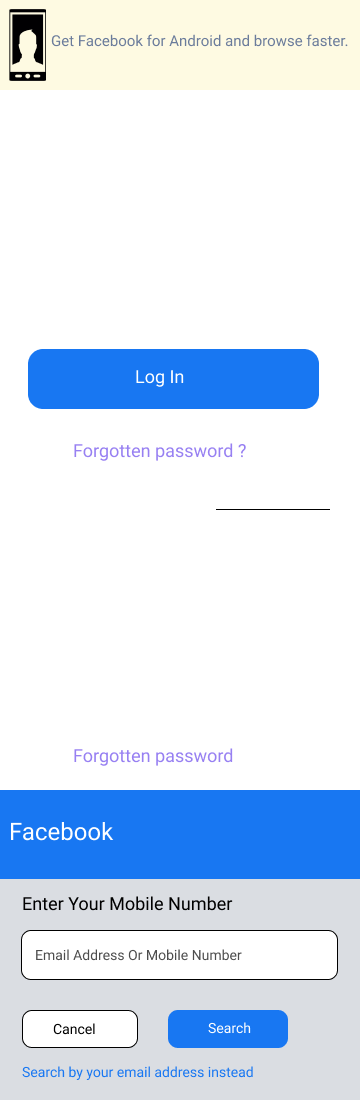 Get Facebook for Android and browse faster.
Log In
Forgotten password ?
Forgotten password
Facebook
Enter Your Mobile Number
Email Address Or Mobile Number
Cancel
Search
Search by your email address instead